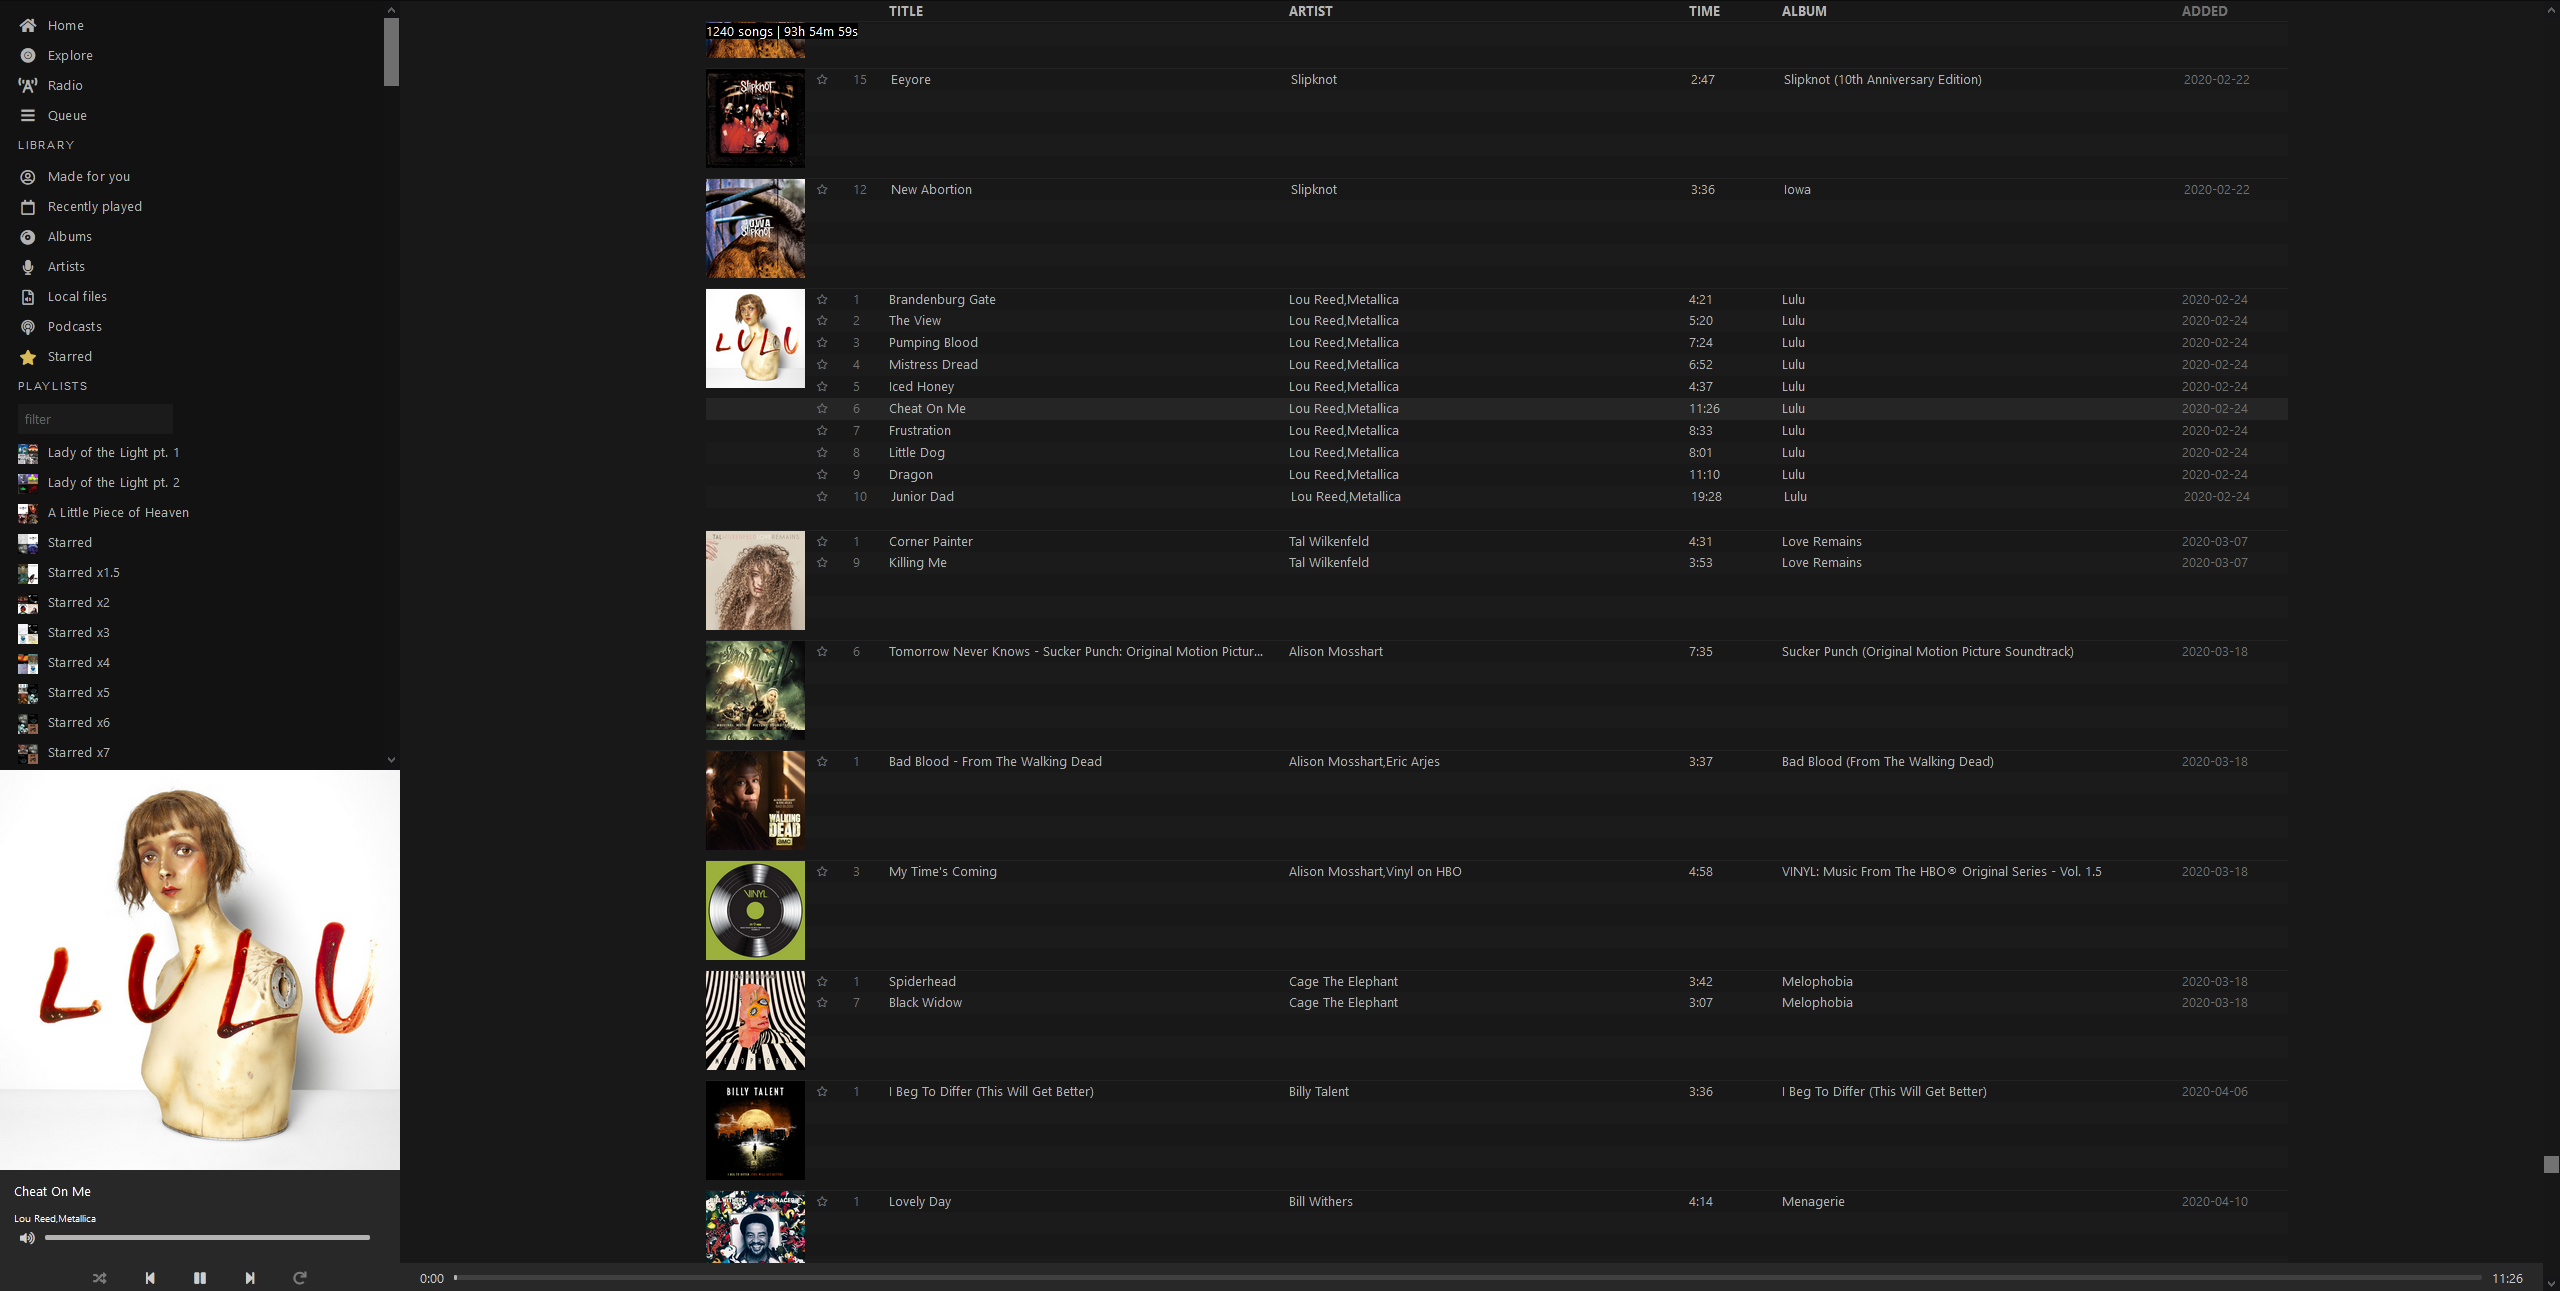 Home
Explore
Radio
Queue
LIBRARY
Made for you
Recently played
Albums
Artists
Local files
Podcasts
Starred
PLAYLISTS
filter
Lady of the Light pt. 1
Lady of the Light pt. 2
A Little Piece of Heaven
Starred
Starred x1.5
Starred x2
Starred x3
Starred x4
Starred x5
Starred x6
Starred x7
LULU
Cheat On Me
Lou Reed,Metallica
TITLE ARTIST TIME ALBUM ADDED
1240 songs | 93h 54m 59s
15 Eeyore Slipknot 2:47 Slipknot (10th Anniversary Edition) 2020-02-22
Slipknot
12 New Abortion Slipknot 3:36 Iowa 2020-02-22
IOWA
Slipknot
1 Brandenburg Gate Lou Reed,Metallica 4:21 Lulu 2020-02-24
2 The View Lou Reed,Metallica 5:20 Lulu 2020-02-24
3 Pumping Blood Lou Reed,Metallica 7:24 Lulu 2020-02-24
LULU
4 Mistress Dread Lou Reed,Metallica 6:52 Lulu 2020-02-24
5 Iced Honey Lou Reed,Metallica 4:37 Lulu 2020-02-24
6 Cheat On Me Lou Reed,Metallica 11:26 Lulu 2020-02-24
7 Frustration Lou Reed,Metallica 8:33 Lulu 2020-02-24
8 Little Dog Lou Reed,Metallica 8:01 Lulu 2020-02-24
9 Dragon Lou Reed,Metallica 11:10 Lulu 2020-02-24
10 Junior Dad Lou Reed,Metallica 19:28 Lulu 2020-02-24
1 Corner Painter Tal Wilkenfeld 4:31 Love Remains 2020-03-07
9 Killing Me Tal Wilkenfeld 3:53 Love Remains 2020-03-07
6 Tomorrow Never Knows - Sucker Punch: Original Motion Pictur... Alison Mosshart 7:35 Sucker Punch (Original Motion Picture Soundtrack) 2020-03-18
1 Bad Blood - From The Walking Dead Alison Mosshart,Eric Arjes 3:37 Bad Blood (From The Walking Dead) 2020-03-18
WALKING
DEAD
amc
3 My Time's Coming Alison Mosshart,Vinyl on HBO 4:58 VINYL: Music From The HBO® Original Series - Vol. 1.5 2020-03-18
VINYL
1 Spiderhead Cage The Elephant 3:42 Melophobia 2020-03-18
7 Black Widow Cage The Elephant 3:07 Melophobia 2020-03-18
MELOPHOBIA
1 I Beg To Differ (This Will Get Better) Billy Talent 3:36 I Beg To Differ (This Will Get Better) 2020-04-06
BILLY TALENT
1 Lovely Day Bill Withers 4:14 Menagerie 2020-04-10
0:00 11:26